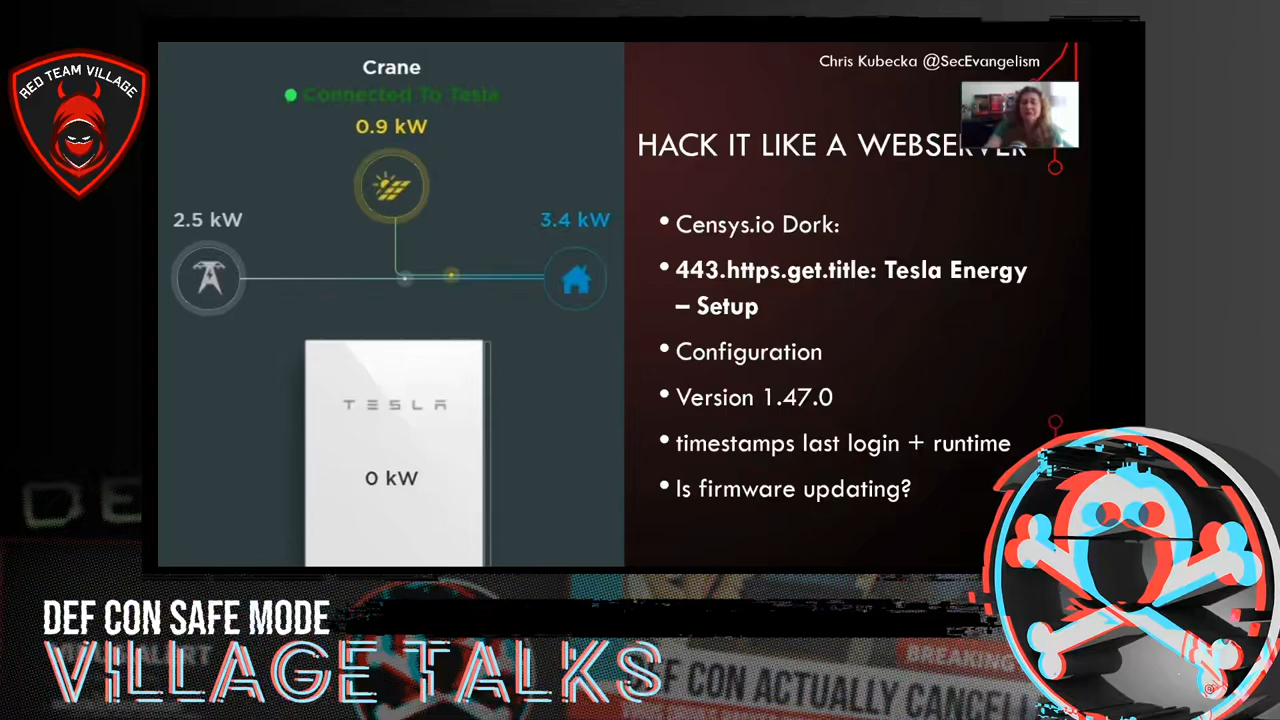 RED TEAM VILLAGE
Crane
Connected To Tesla
0.9 kW
2.5 kW
3.4 kW
TESLA
0 kW
Chris Kubecka @SecEvangelism
HACK IT LIKE A WEBSERVER
• Censys.io Dork:
• 443.https.get.title: Tesla Energy
– Setup
• Configuration
• Version 1.47.0
• timestamps last login + runtime
• Is firmware updating?
DE
DEF CON SAFE MODE
VILLAGE TALKS
BREAKING
DEF CON ACTUALLY CANCEL